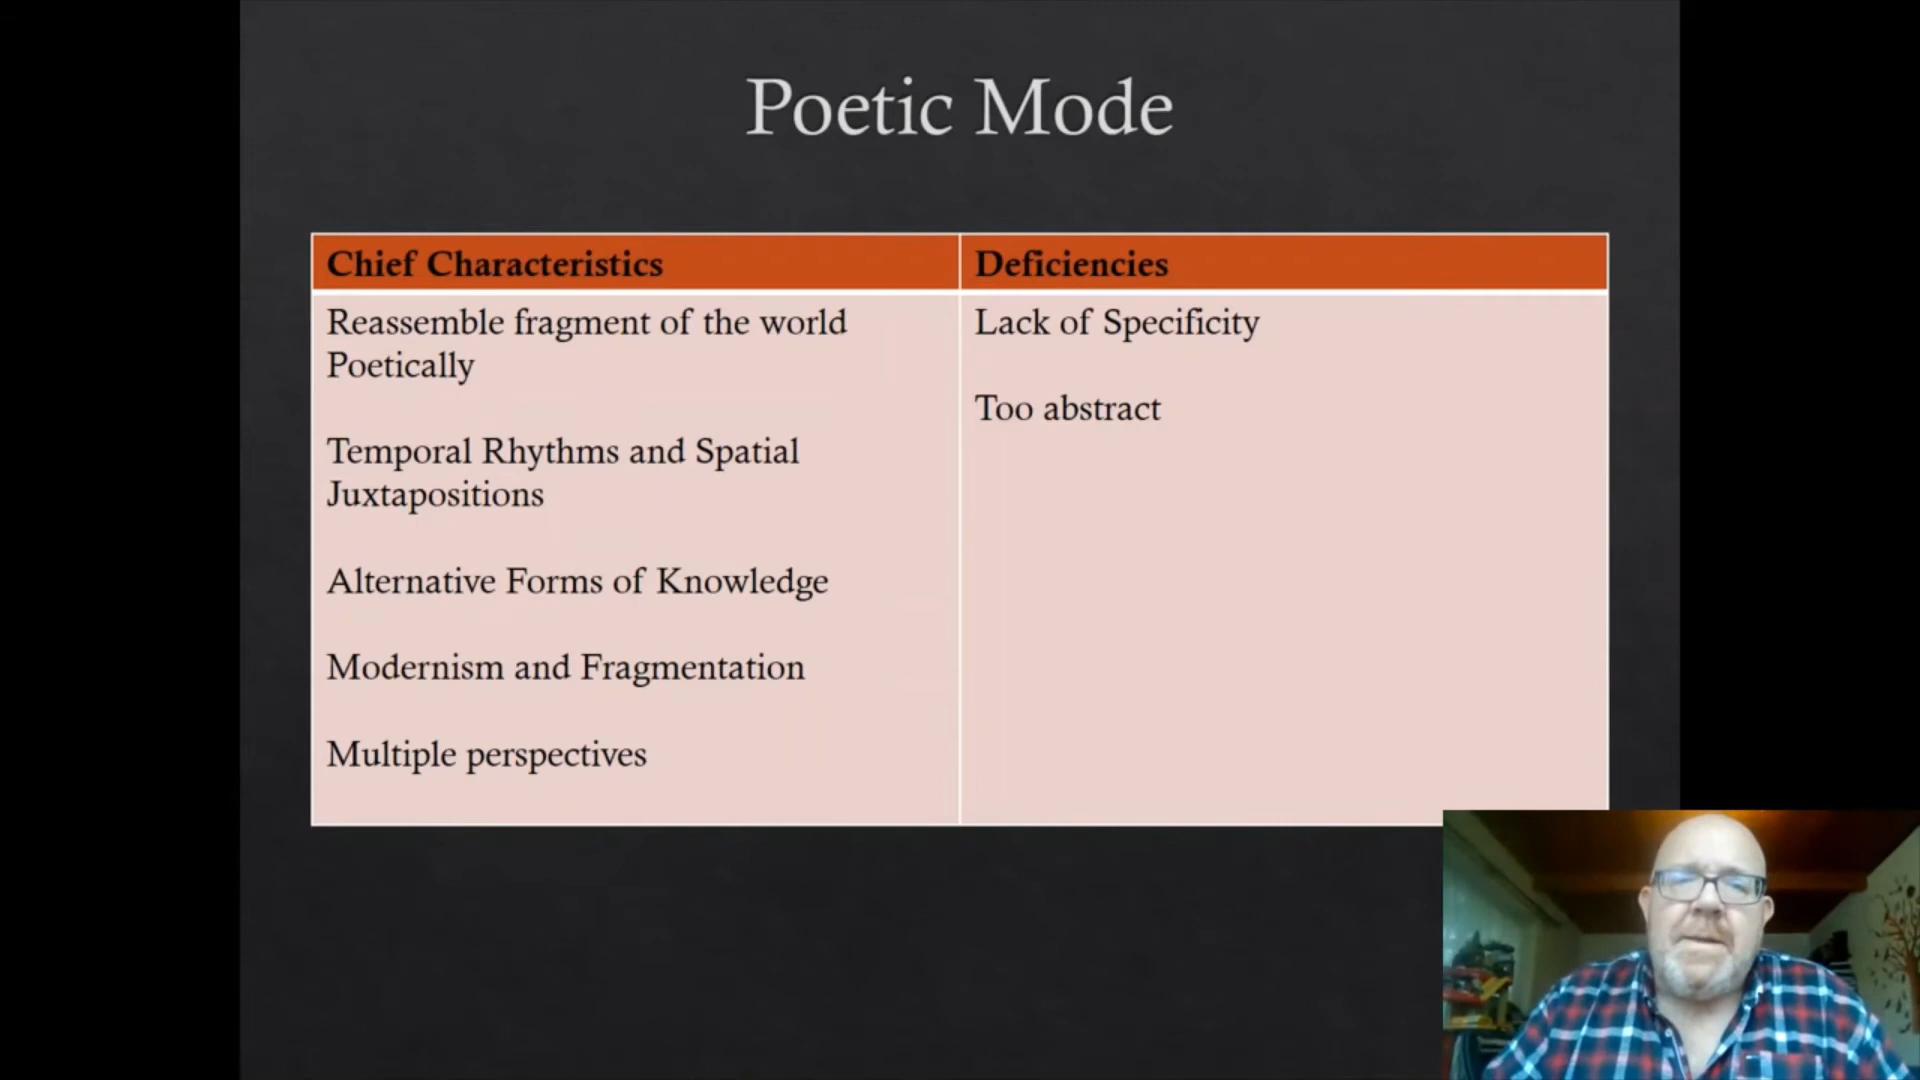 Poetic Mode
Chief Characteristics
Deficiencies
Reassemble fragment of the world
Poetically
Temporal Rhythms and Spatial
Juxtapositions
Alternative Forms of Knowledge
Modernism and Fragmentation
Multiple perspectives
Lack of Specificity
Too abstract